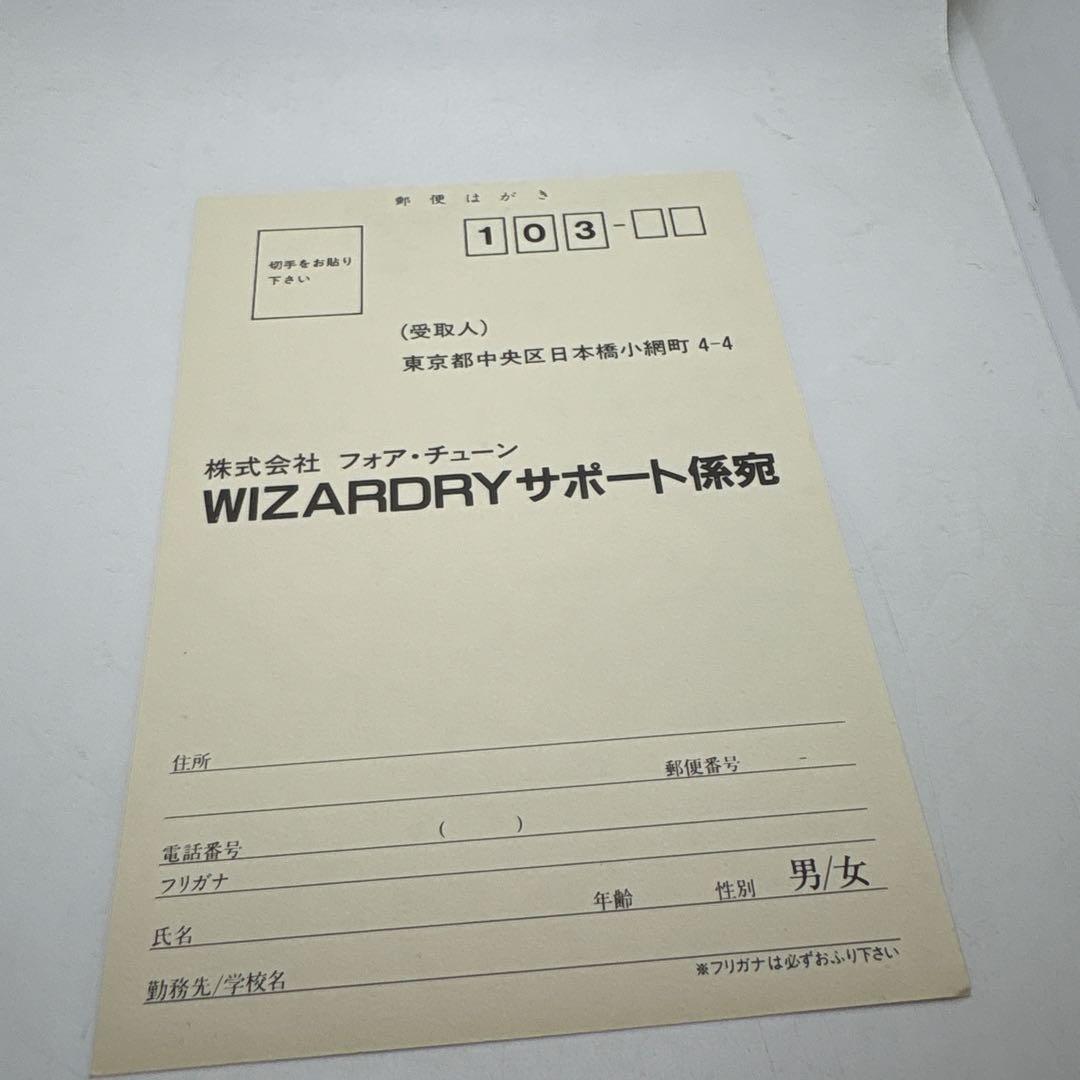 郵便はがき
103-
切手をお貼り
下さい
(受取人)
東京都中央区日本橋小網町 4-4
株式会社 フォア・チューン
WIZARDRYサポート係宛
住所
郵便番号 -
電話番号 ( )
フリガナ
氏名 年齢 性別 男/女
勤務先/学校名
※フリガナは必ずおふり下さい